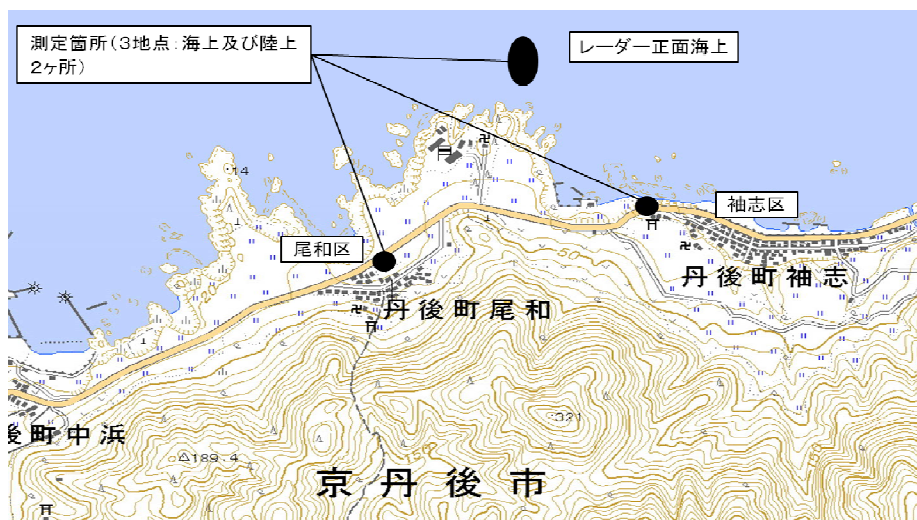 測定箇所(3地点:海上及び陸上
2ヶ所)
レーダー正面海上
14
袖志区
尾和区
丹後町袖志
丹後町尾和
321
後町中浜
189.4
京丹後市